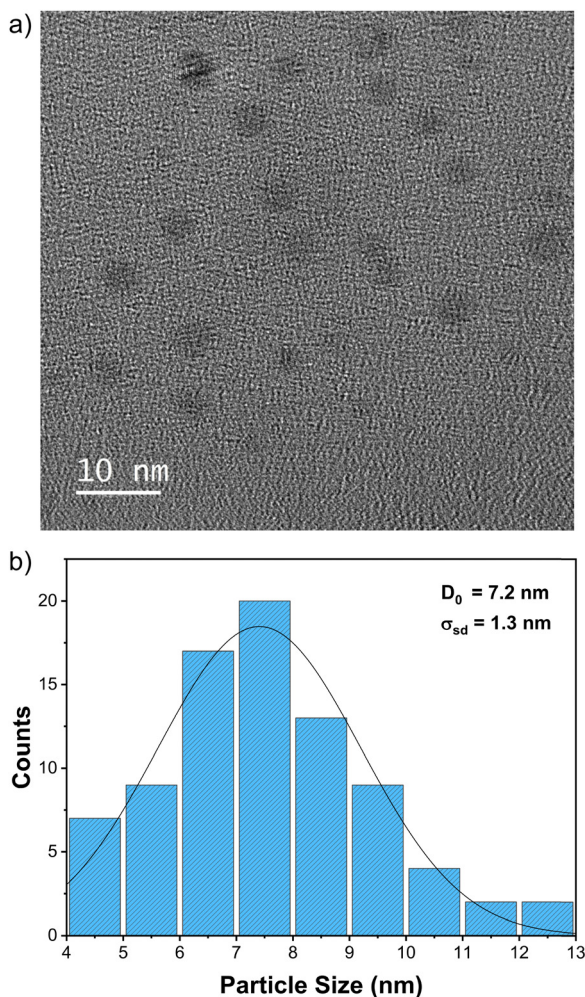 a)
10 nm
b)
D₀ = 7.2 nm
σsd = 1.3 nm
20
15
10
5
0
Counts
4 5 6 7 8 9 10 11 12 13
Particle Size (nm)